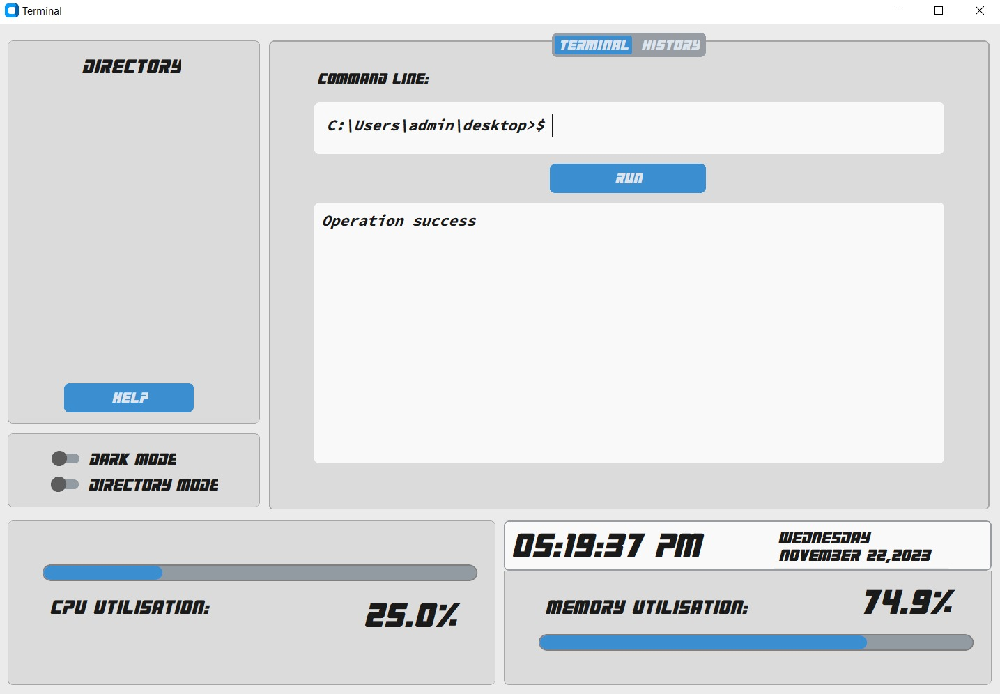 Terminal
DIRECTORY
HELP
DARK MODE
DIRECTORY MODE
TERMINAL HISTORY
COMMAND LINE:
C:\Users\admin\desktop>$
RUN
Operation success
CPU UTILISATION:
25.0%
05:19:37 PM
WEDNESDAY
NOVEMBER 22,2023
MEMORY UTILISATION:
74.9%